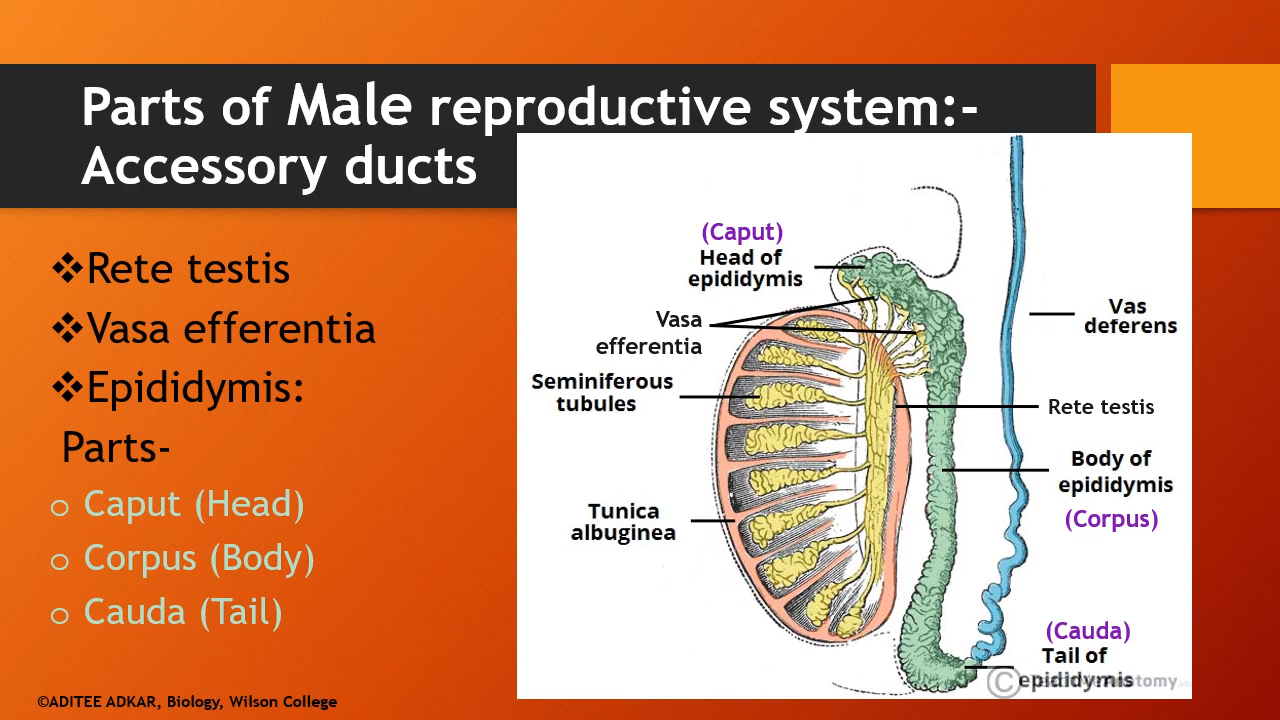 Parts of Male reproductive system:-
Accessory ducts
❖Rete testis
❖Vasa efferentia
❖Epididymis:
Parts-
o Caput (Head)
o Corpus (Body)
o Cauda (Tail)
©ADITEE ADKAR, Biology, Wilson College
(Caput)
Head of
epididymis
Vasa
efferentia
Seminiferous
tubules
Tunica
albuginea
Vas
deferens
Rete testis
Body of
epididymis
(Corpus)
(Cauda)
Tail of
epididymis